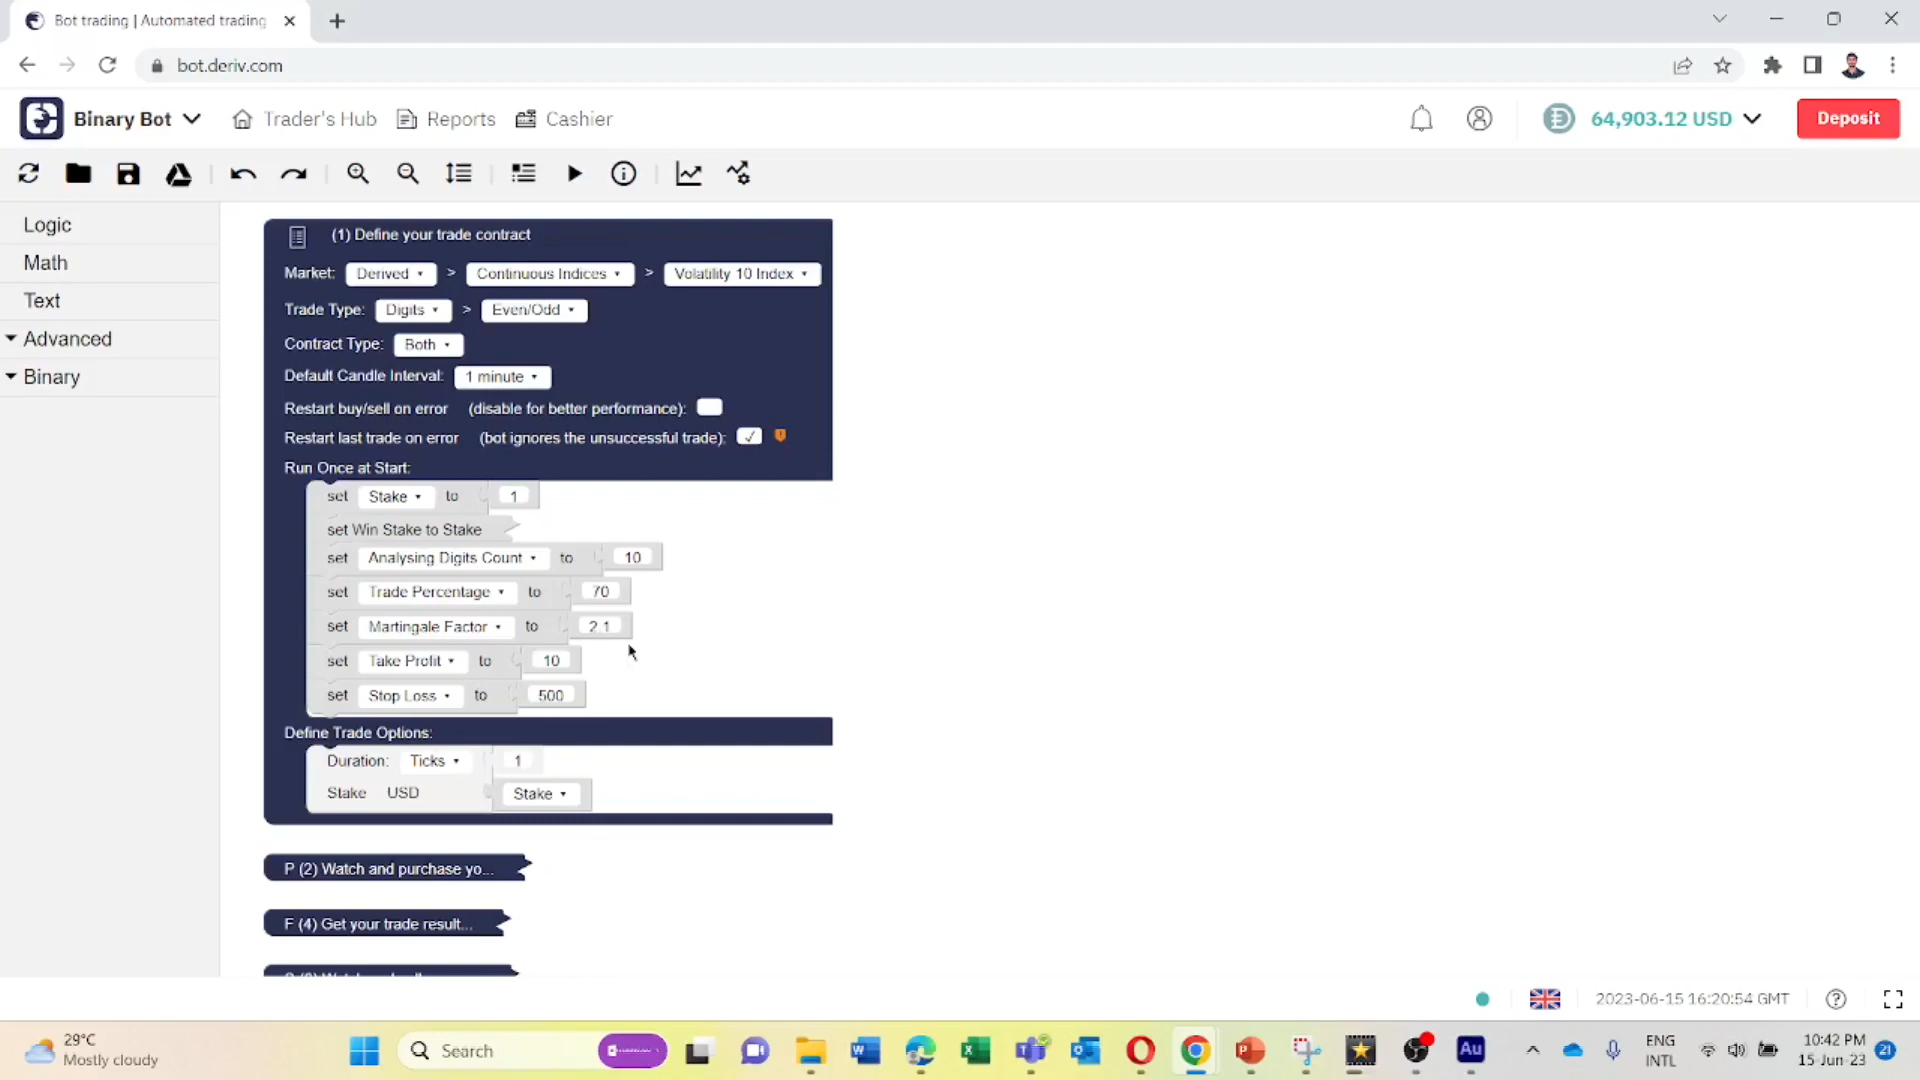 Bot trading | Automated trading
bot.deriv.com
Binary Bot Trader's Hub Reports Cashier 64,903.12 USD Deposit
Logic
Math
Text
Advanced
Binary
(1) Define your trade contract
Market: Derived > Continuous Indices > Volatility 10 Index
Trade Type: Digits > Even/Odd
Contract Type: Both
Default Candle Interval: 1 minute
Restart buy/sell on error (disable for better performance):
Restart last trade on error (bot ignores the unsuccessful trade):
Run Once at Start:
set Stake to 1
set Win Stake to Stake
set Analysing Digits Count to 10
set Trade Percentage to 70
set Martingale Factor to 2.1
set Take Profit to 10
set Stop Loss to 500
Define Trade Options:
Duration: Ticks 1
Stake USD Stake
P (2) Watch and purchase yo...
F (4) Get your trade result...
2023-06-15 16:20:54 GMT
29°C
Mostly cloudy
Search
Au
ENG
INTL
10:42 PM
15-Jun-23
21